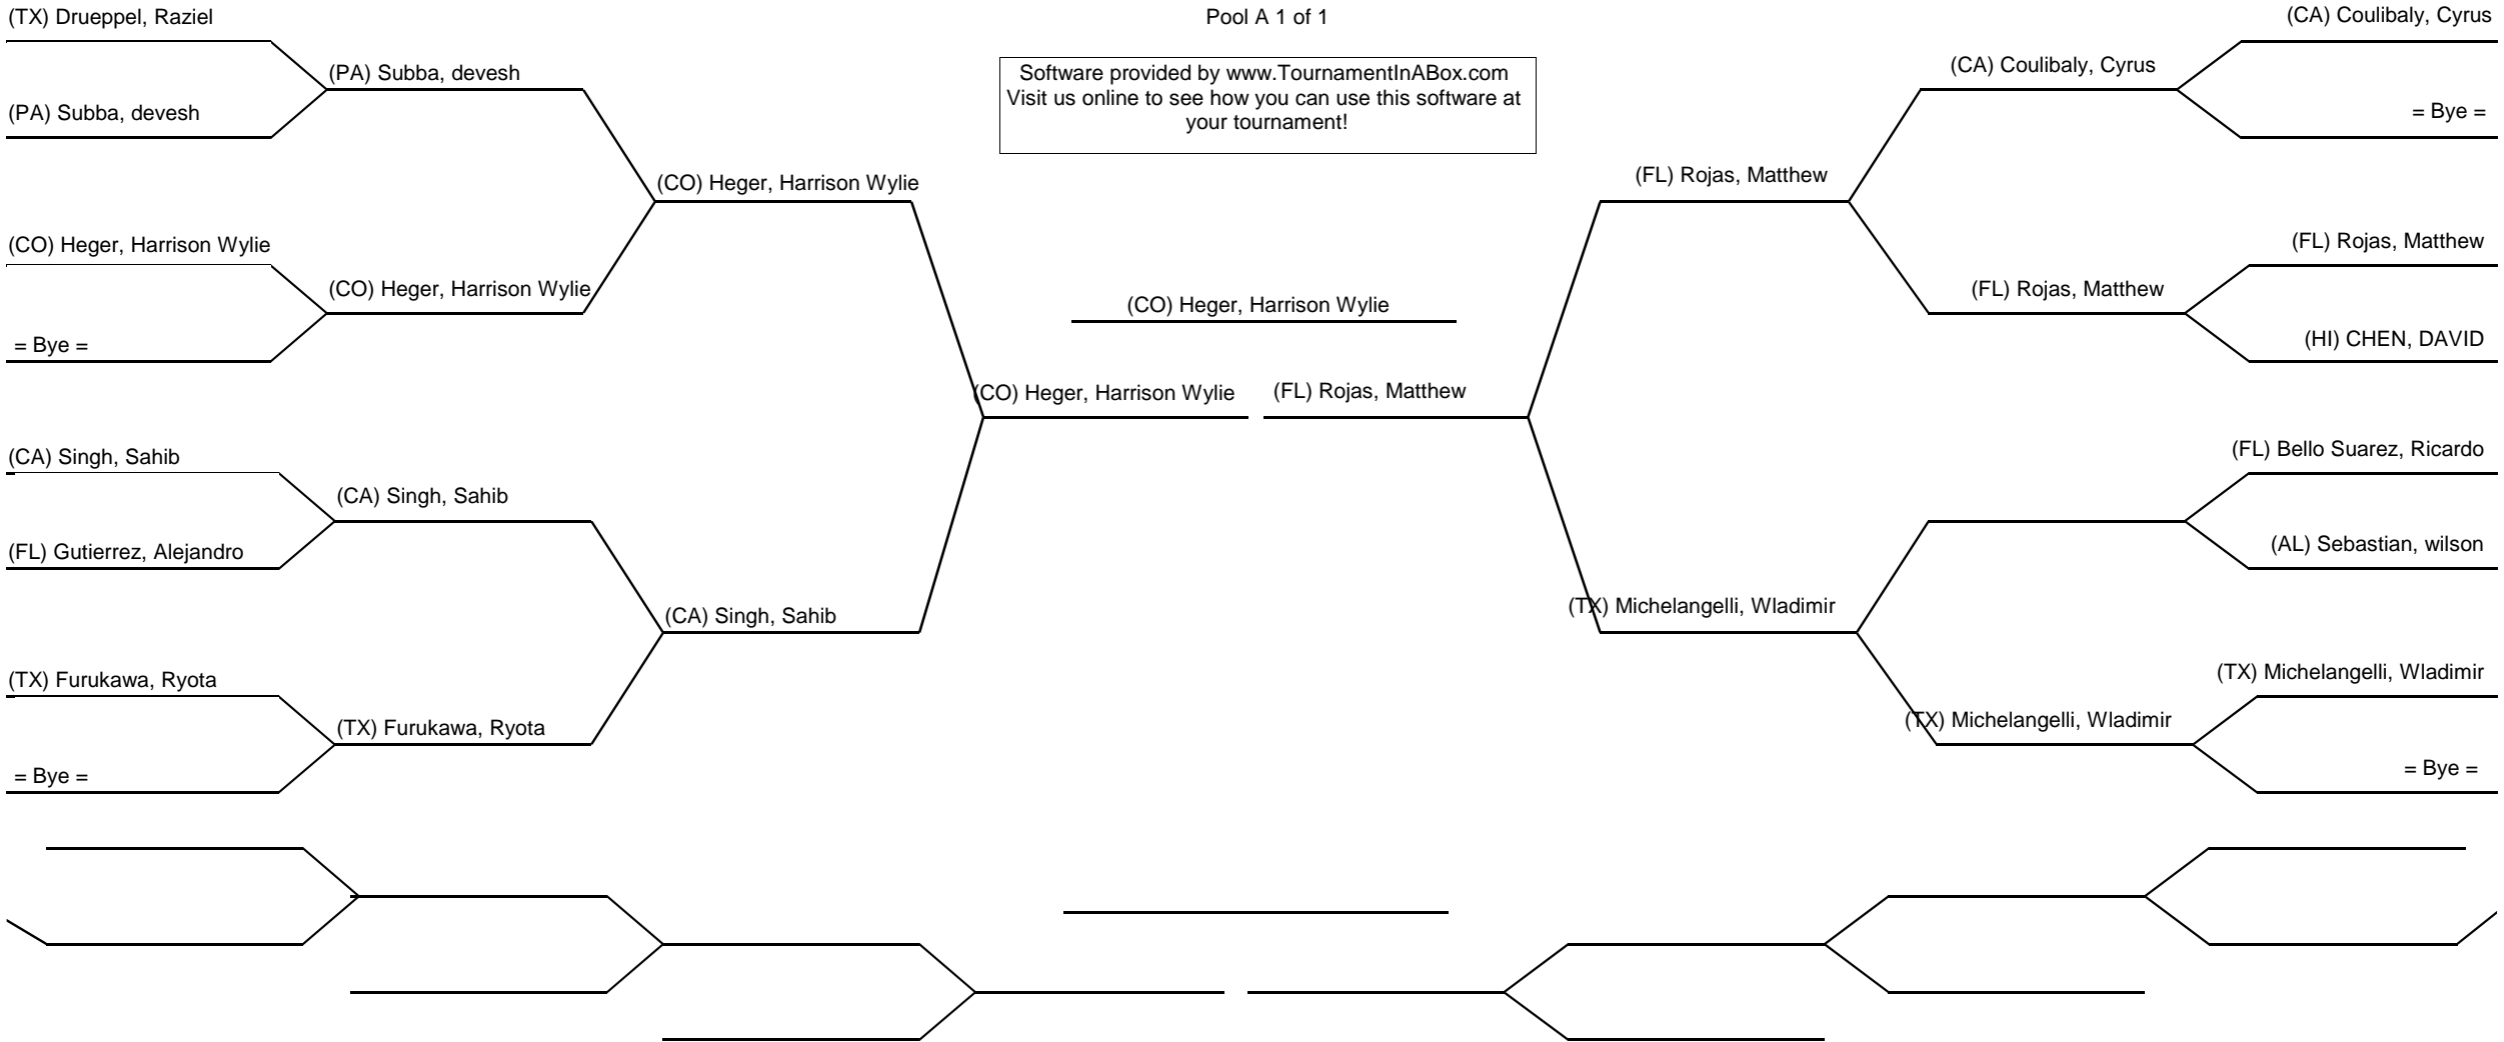 (TX) Drueppel, Raziel
Pool A 1 of 1
(CA) Coulibaly, Cyrus
(PA) Subba, devesh
Software provided by www.TournamentInABox.com
Visit us online to see how you can use this software at
your tournament!
(CA) Coulibaly, Cyrus
(PA) Subba, devesh
= Bye =
(CO) Heger, Harrison Wylie
(FL) Rojas, Matthew
(CO) Heger, Harrison Wylie
(FL) Rojas, Matthew
(CO) Heger, Harrison Wylie
(CO) Heger, Harrison Wylie
(FL) Rojas, Matthew
= Bye =
(HI) CHEN, DAVID
(CO) Heger, Harrison Wylie
(FL) Rojas, Matthew
(CA) Singh, Sahib
(FL) Bello Suarez, Ricardo
(CA) Singh, Sahib
(FL) Gutierrez, Alejandro
(AL) Sebastian, wilson
(CA) Singh, Sahib
(TX) Michelangelli, Wladimir
(TX) Furukawa, Ryota
(TX) Michelangelli, Wladimir
(TX) Furukawa, Ryota
(TX) Michelangelli, Wladimir
= Bye =
= Bye =